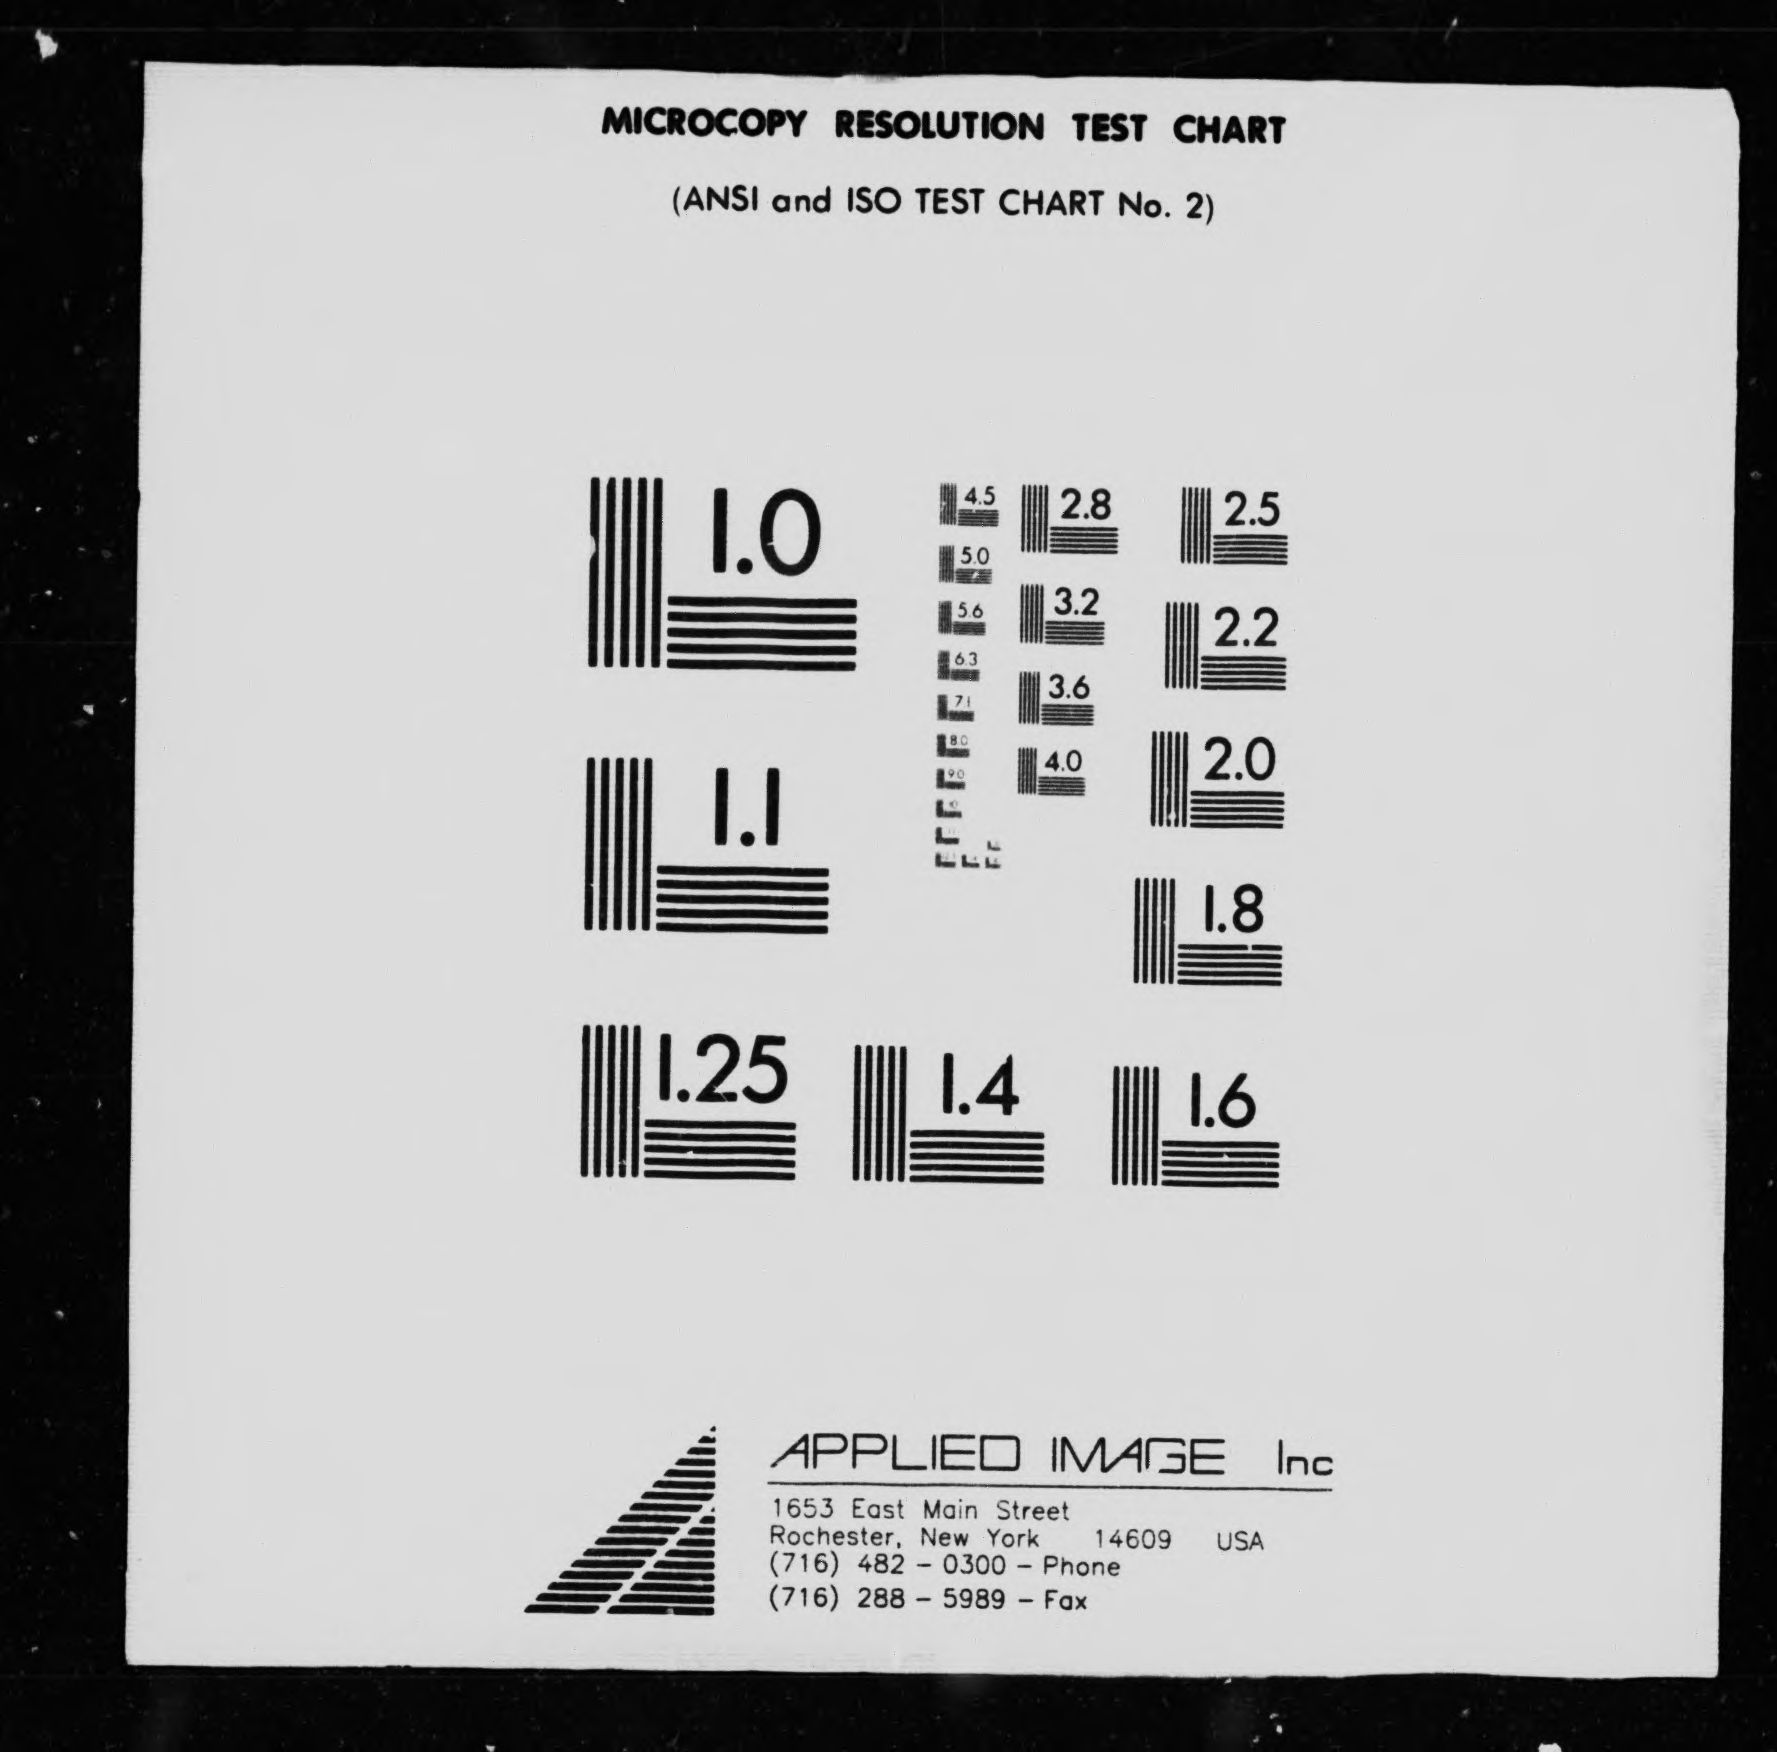 MICROCOPY RESOLUTION TEST CHART
(ANSI and ISO TEST CHART No. 2)
1.0
4.5
2.8
2.5
5.0
5.6
3.2
2.2
6.3
3.6
7.1
8.0
4.0
2.0
9.0
1.1
1.8
1.25
1.4
1.6
APPLIED IMAGE Inc
1653 East Main Street
Rochester, New York 14609 USA
(716) 482 - 0300 - Phone
(716) 288 - 5989 - Fax